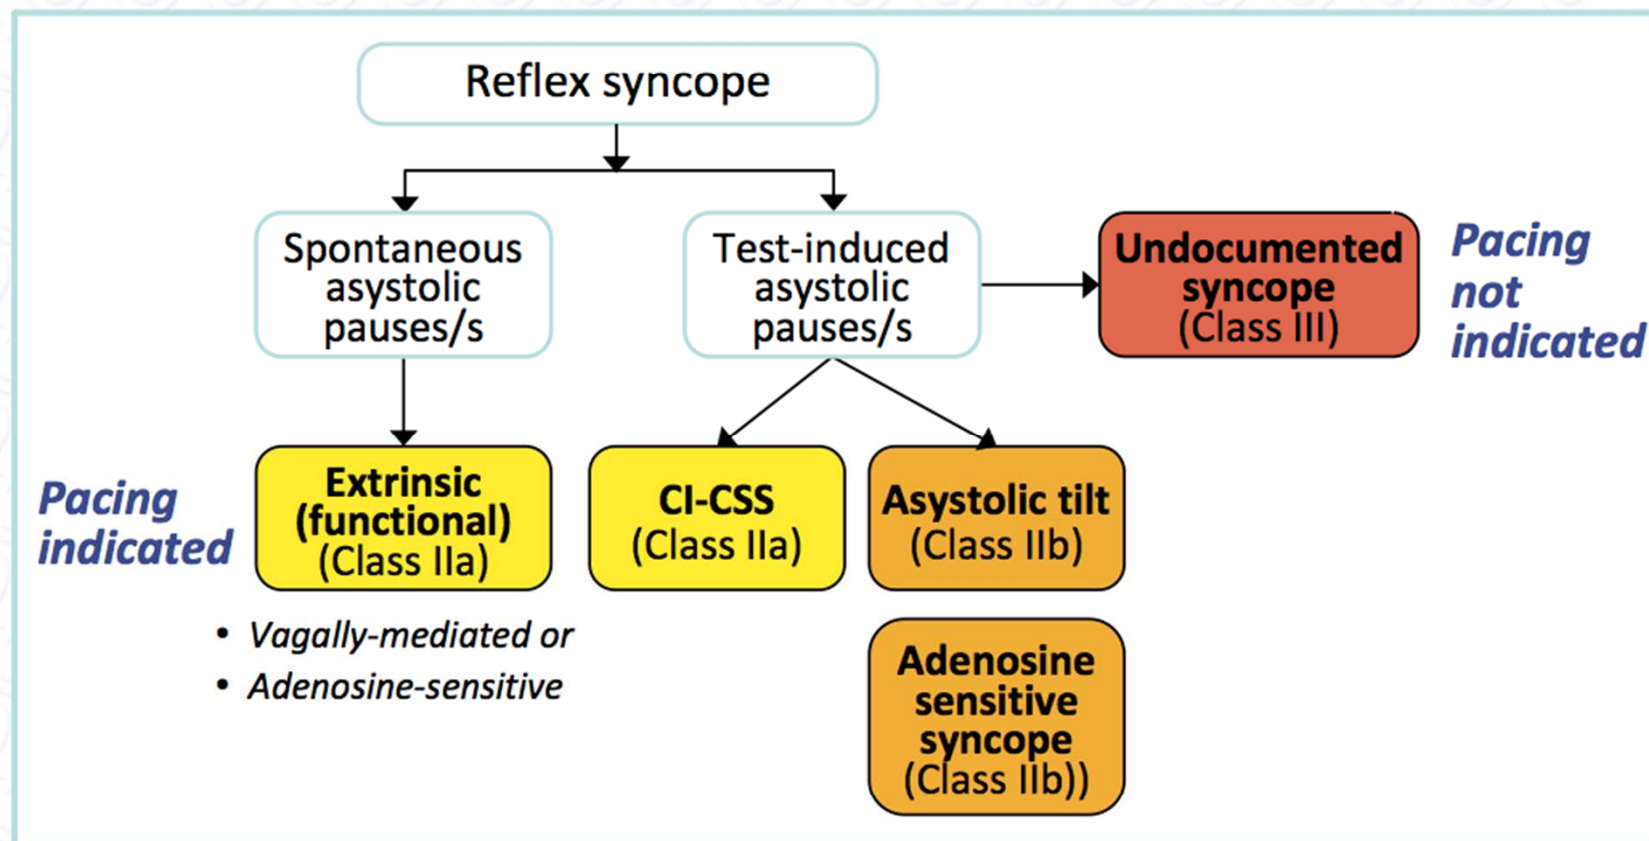 Reflex syncope
Spontaneous
asystolic
pauses/s
Test-induced
asystolic
pauses/s
Undocumented
syncope
(Class III)
Pacing
not
indicated
Pacing
indicated
Extrinsic
(functional)
(Class IIa)
CI-CSS
(Class IIa)
Asystolic tilt
(Class IIb)
• Vagally-mediated or
• Adenosine-sensitive
Adenosine
sensitive
syncope
(Class IIb))